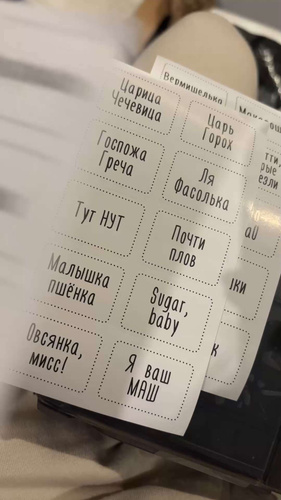 Вермишелька
Царица
Чечевица
Царь
Горох
Госпожа
Греча
Ля
Фасолька
Тут НУТ
Почти
плов
Малышка
пшёнка
Sugar,
baby
Овсянка,
мисс!
Я ваш
МАШ